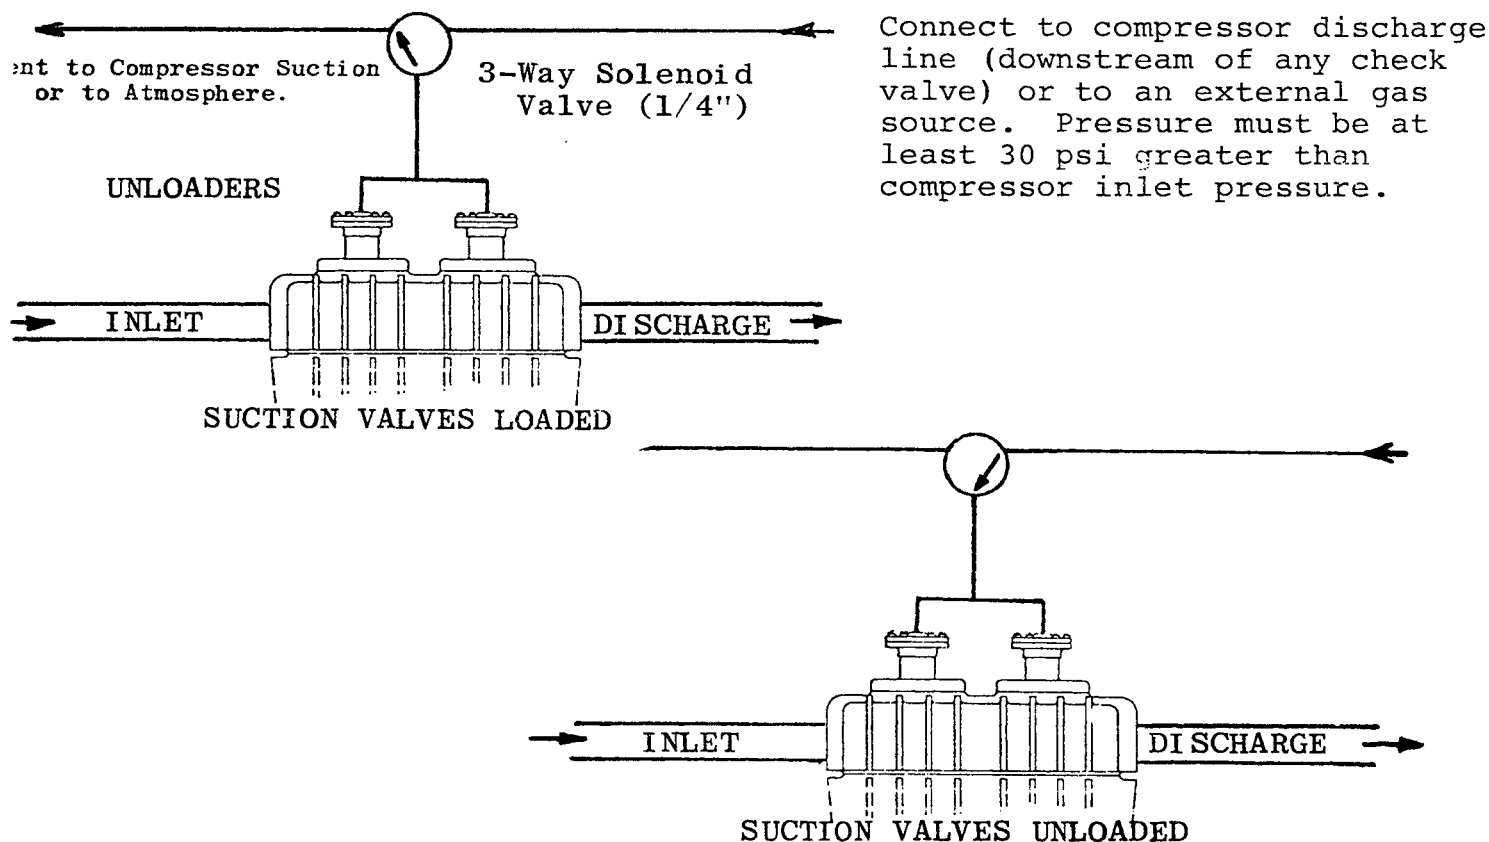 Connect to compressor discharge
line (downstream of any check
valve) or to an external gas
source. Pressure must be at
least 30 psi greater than
compressor inlet pressure.
to Compressor Suction
or to Atmosphere.
3-Way Solenoid
Valve (1/4")
UNLOADERS
INLET
DISCHARGE
SUCTION VALVES LOADED
INLET
DISCHARGE
SUCTION VALVES UNLOADED